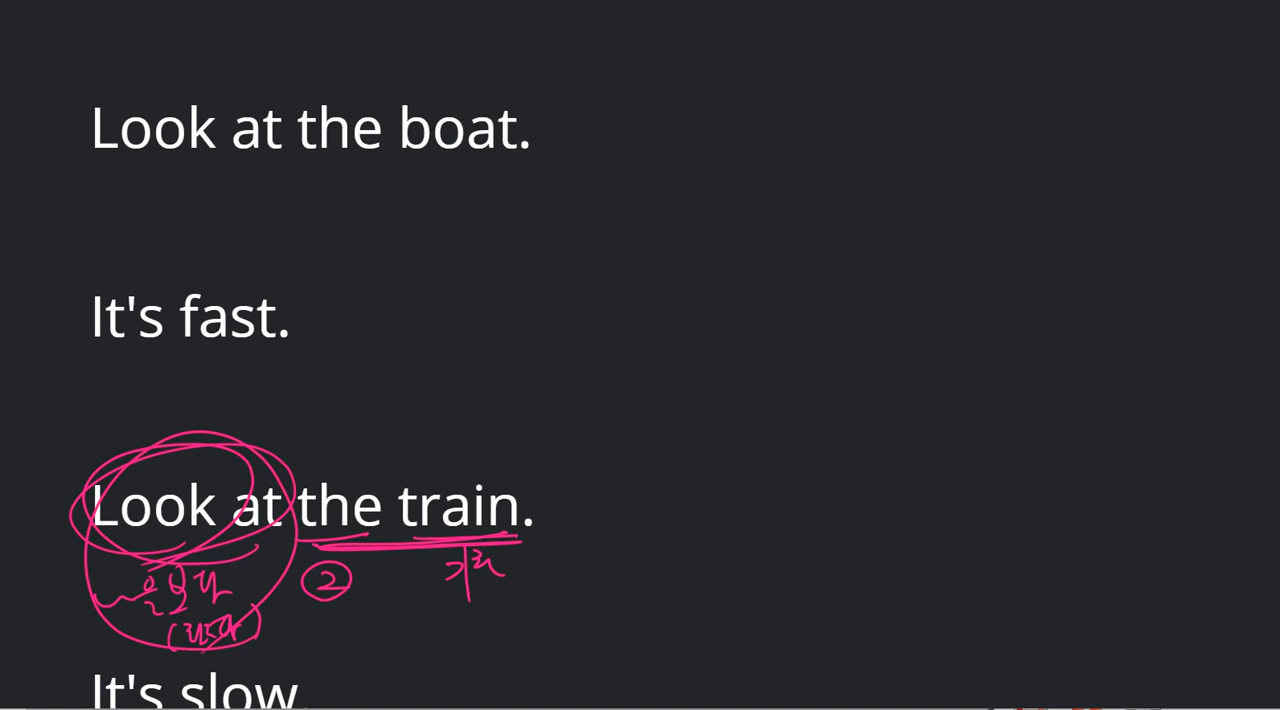 Look at the boat.
It's fast.
Look at the train.
②
기차
It's slow.